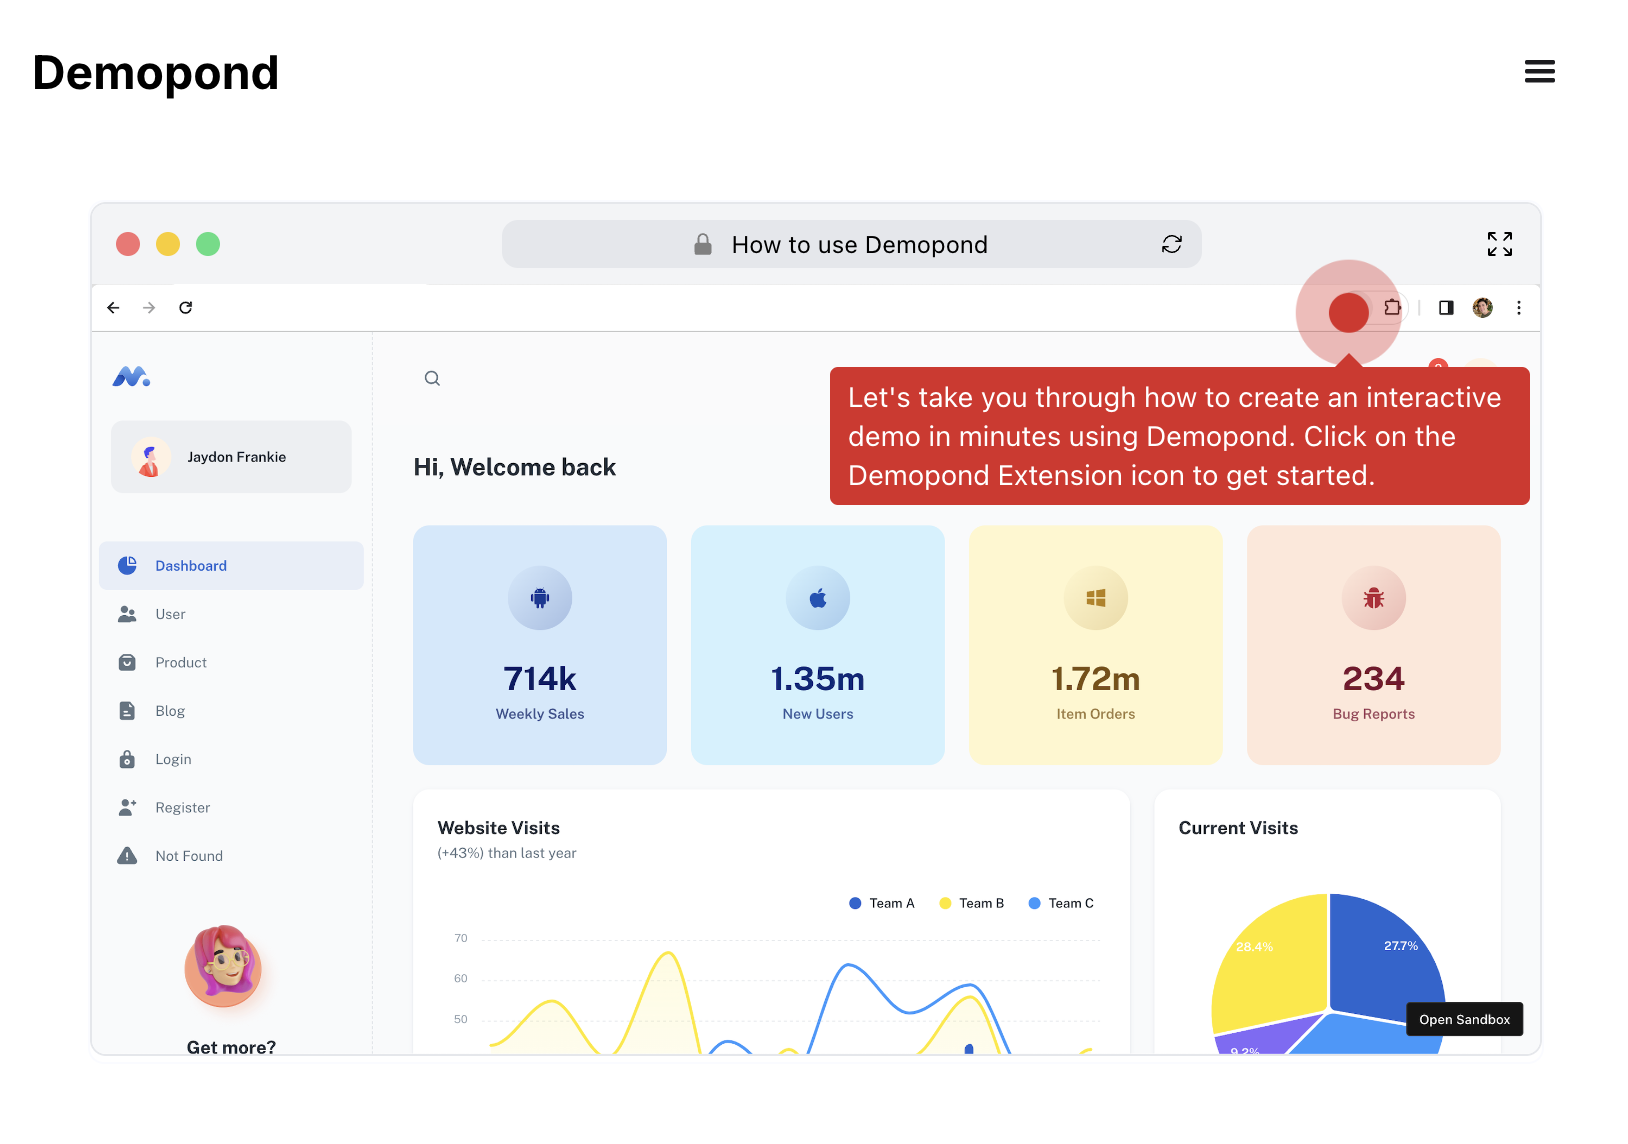 Demopond
How to use Demopond
Let's take you through how to create an interactive
demo in minutes using Demopond. Click on the
Demopond Extension icon to get started.
Jaydon Frankie
Hi, Welcome back
Dashboard
User
Product
Blog
Login
Register
Not Found
Get more?
714k
Weekly Sales
1.35m
New Users
1.72m
Item Orders
234
Bug Reports
Website Visits
(+43%) than last year
Team A
Team B
Team C
70
60
50
Current Visits
28.4%
27.7%
9.2%
Open Sandbox